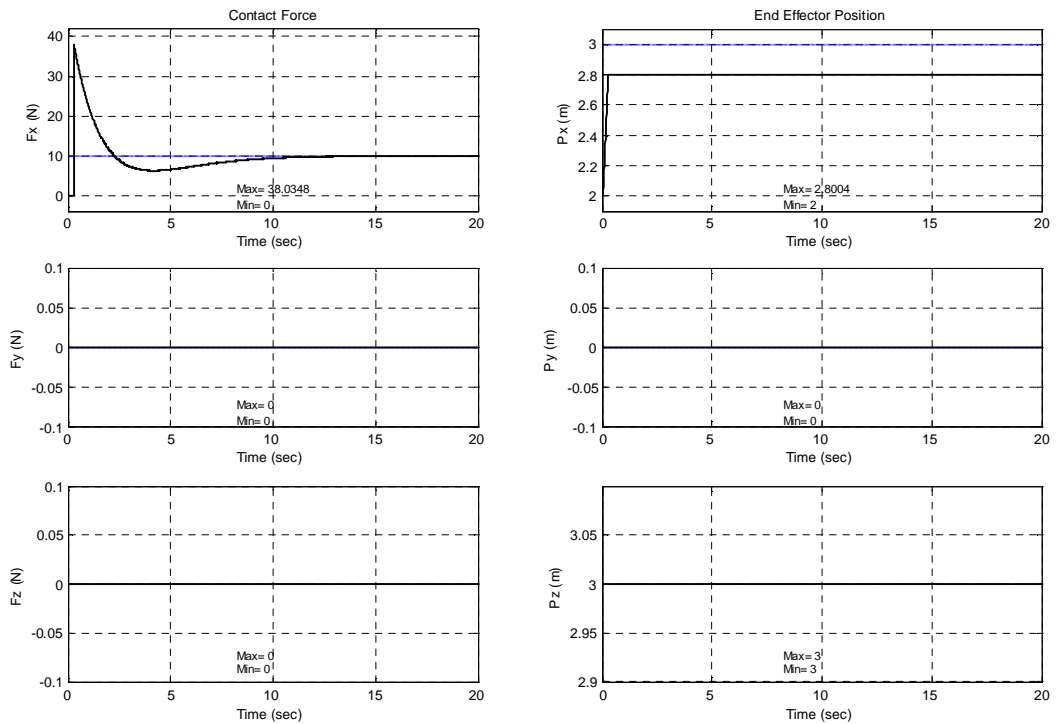 Contact Force
40
30
20
10
0
Fx (N)
Max= 38.0348
Min= 0
0 5 10 15 20
Time (sec)
End Effector Position
3
2.8
2.6
2.4
2.2
2
Px (m)
Max= 2.8004
Min= 2
0 5 10 15 20
Time (sec)
0.1
0.05
0
-0.05
-0.1
Fy (N)
Max= 0
Min= 0
0 5 10 15 20
Time (sec)
0.1
0.05
0
-0.05
-0.1
Py (m)
Max= 0
Min= 0
0 5 10 15 20
Time (sec)
0.1
0.05
0
-0.05
-0.1
Fz (N)
Max= 0
Min= 0
0 5 10 15 20
Time (sec)
3.05
3
2.95
2.9
Pz (m)
Max= 3
Min= 3
0 5 10 15 20
Time (sec)